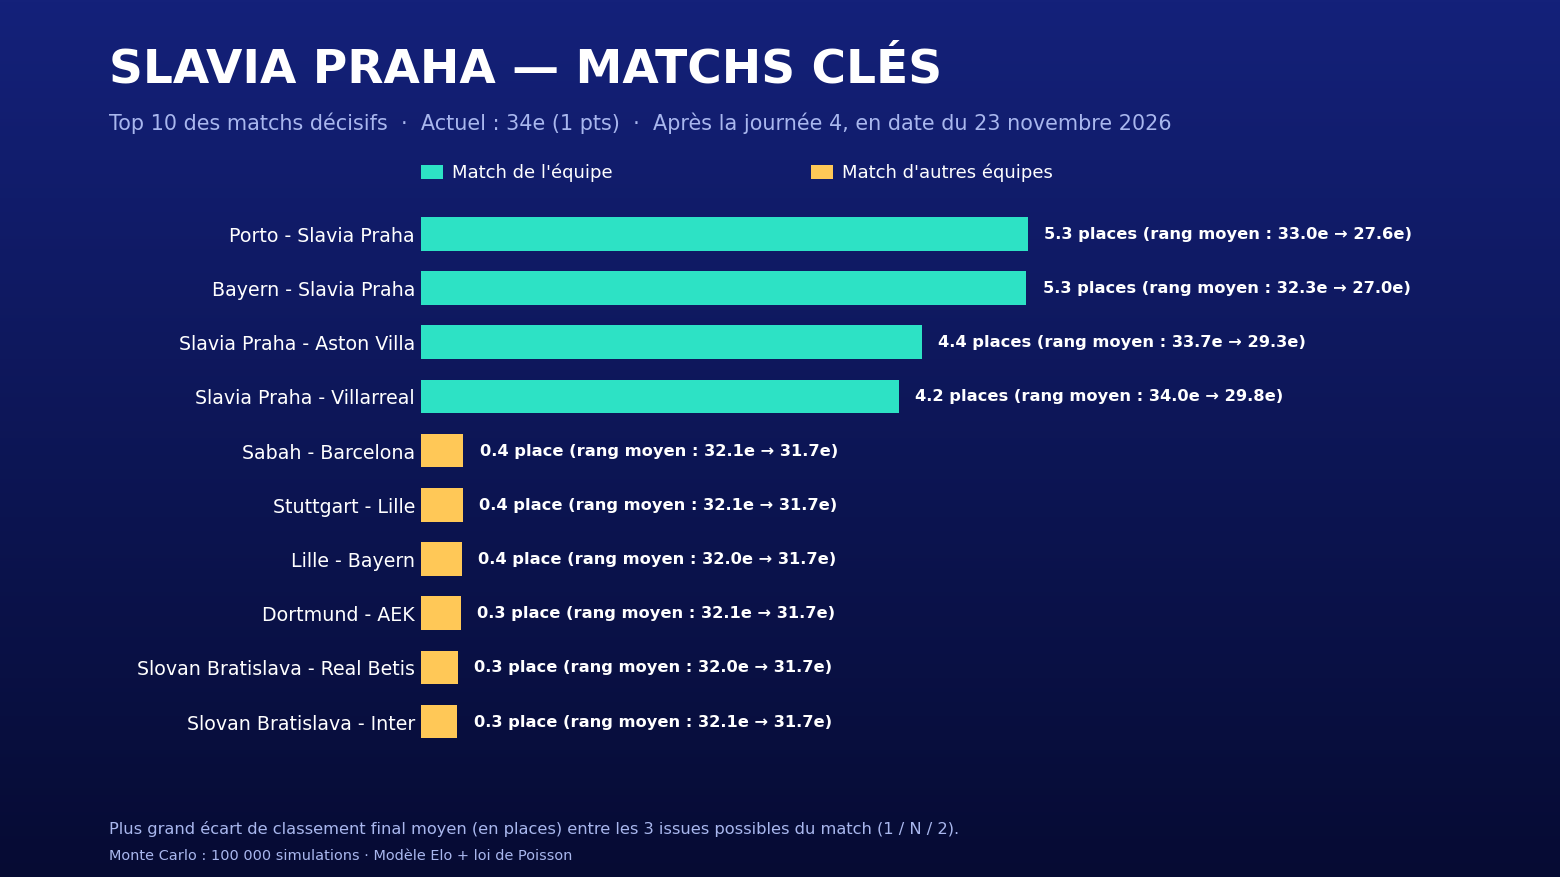 SLAVIA PRAHA — MATCHS CLÉS
Top 10 des matchs décisifs · Actuel : 34e (1 pts) · Après la journée 4, en date du 23 novembre 2026
Match de l'équipe Match d'autres équipes
Porto - Slavia Praha 5.3 places (rang moyen : 33.0e → 27.6e)
Bayern - Slavia Praha 5.3 places (rang moyen : 32.3e → 27.0e)
Slavia Praha - Aston Villa 4.4 places (rang moyen : 33.7e → 29.3e)
Slavia Praha - Villarreal 4.2 places (rang moyen : 34.0e → 29.8e)
Sabah - Barcelona 0.4 place (rang moyen : 32.1e → 31.7e)
Stuttgart - Lille 0.4 place (rang moyen : 32.1e → 31.7e)
Lille - Bayern 0.4 place (rang moyen : 32.0e → 31.7e)
Dortmund - AEK 0.3 place (rang moyen : 32.1e → 31.7e)
Slovan Bratislava - Real Betis 0.3 place (rang moyen : 32.0e → 31.7e)
Slovan Bratislava - Inter 0.3 place (rang moyen : 32.1e → 31.7e)
Plus grand écart de classement final moyen (en places) entre les 3 issues possibles du match (1 / N / 2).
Monte Carlo : 100 000 simulations · Modèle Elo + loi de Poisson